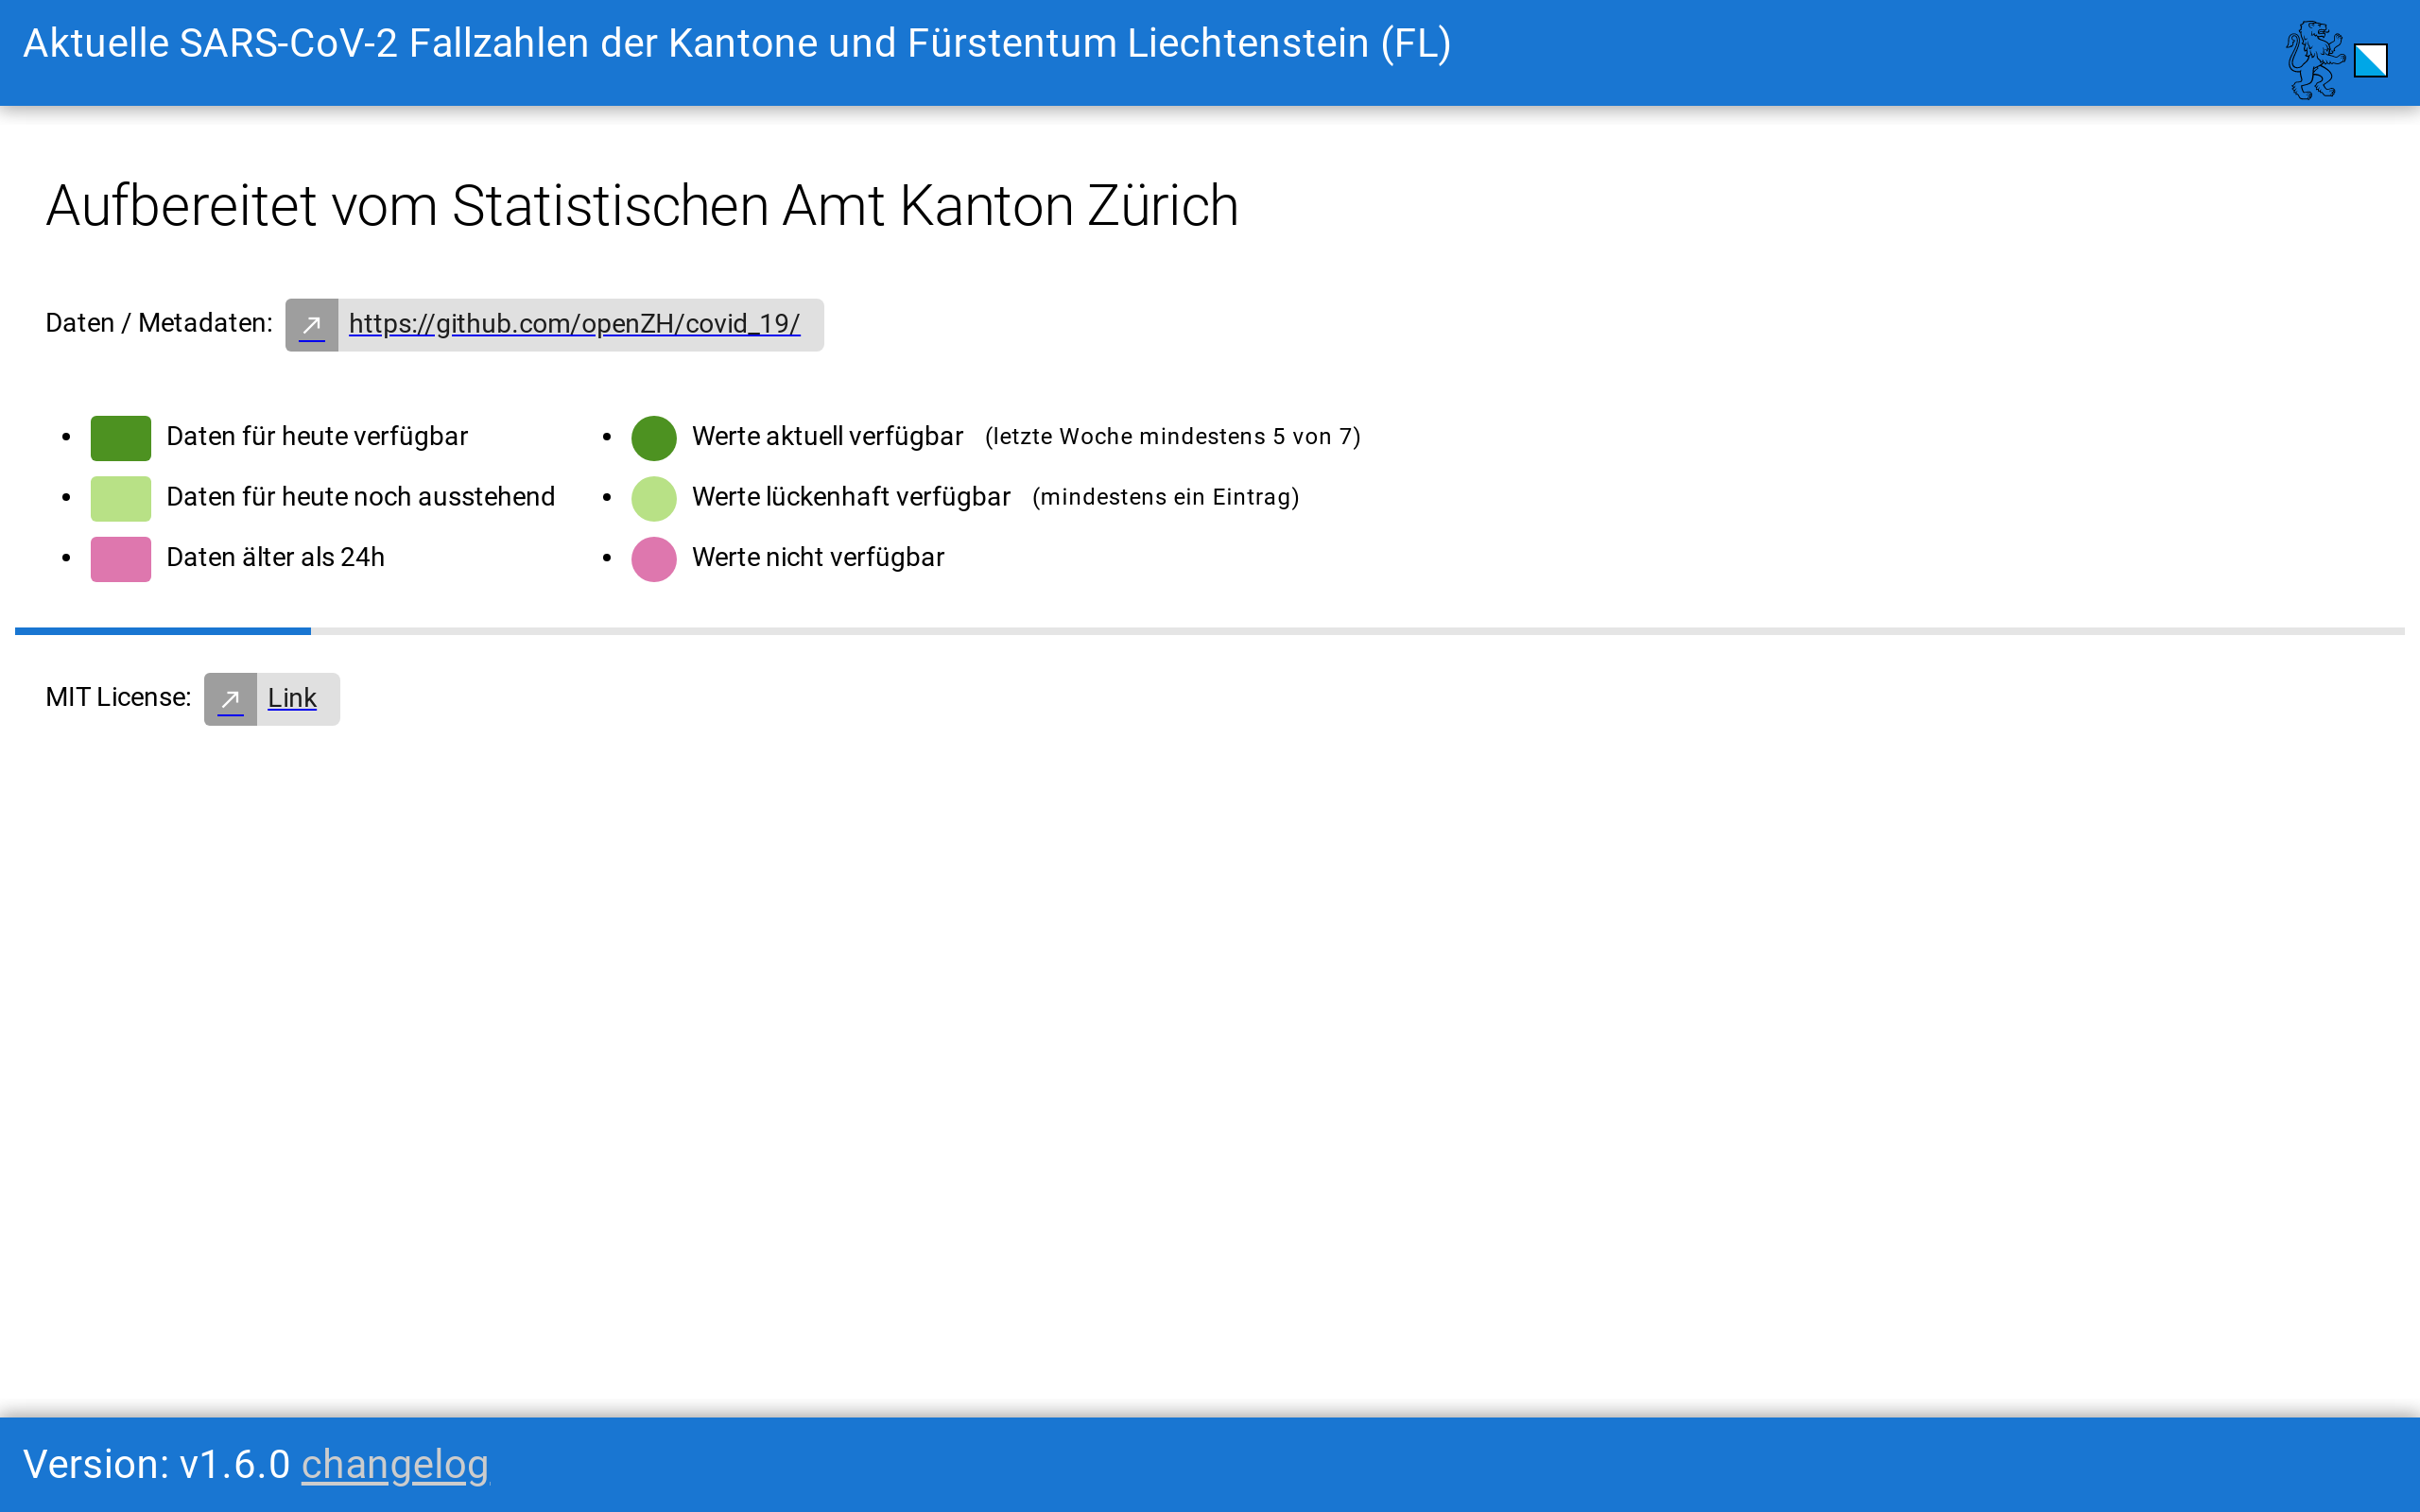 Aktuelle SARS-CoV-2 Fallzahlen der Kantone und Fürstentum Liechtenstein (FL)
Aufbereitet vom Statistischen Amt Kanton Zürich
Daten / Metadaten: https://github.com/openZH/covid_19/
Daten für heute verfügbar
Daten für heute noch ausstehend
Daten älter als 24h
Werte aktuell verfügbar (letzte Woche mindestens 5 von 7)
Werte lückenhaft verfügbar (mindestens ein Eintrag)
Werte nicht verfügbar
MIT License: Link
Version: v1.6.0 changelog